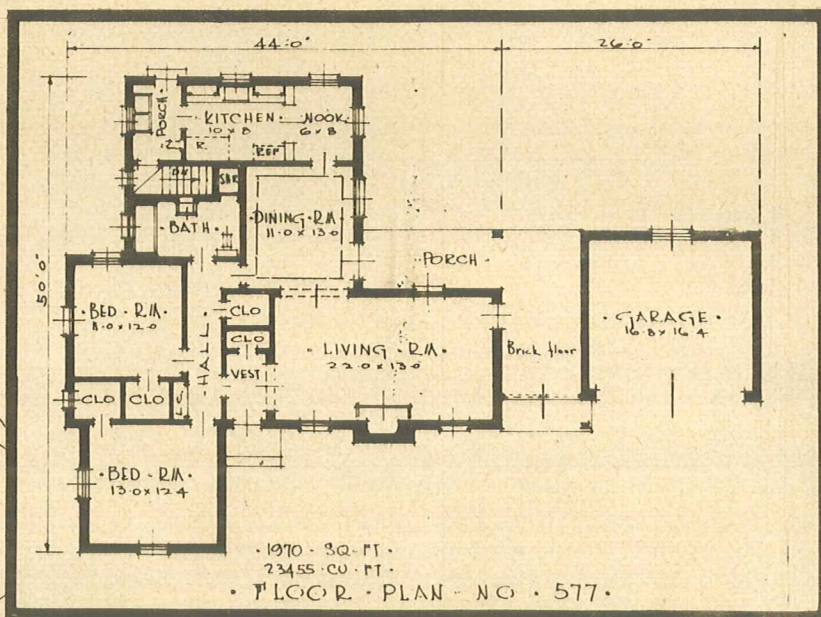 44'-0"
26'-0"
50'-0"
PORCH
·KITCHEN·
10 x 8
·NOOK·
6 x 8
R.
REF
DN
·BATH·
·DINING·RM·
11-0 x 13-0
·PORCH·
·BED·RM·
11-0 x 12-0
CLO
CLO
·HALL·
VEST
·LIVING·RM·
22-0 x 13-0
Brick floor
·GARAGE·
16-8 x 16-4
CLO
CLO
·BED·RM·
13-0 x 12-4
·1970·SQ·FT·
23455·CU·FT·
·FLOOR·PLAN·NO·577·